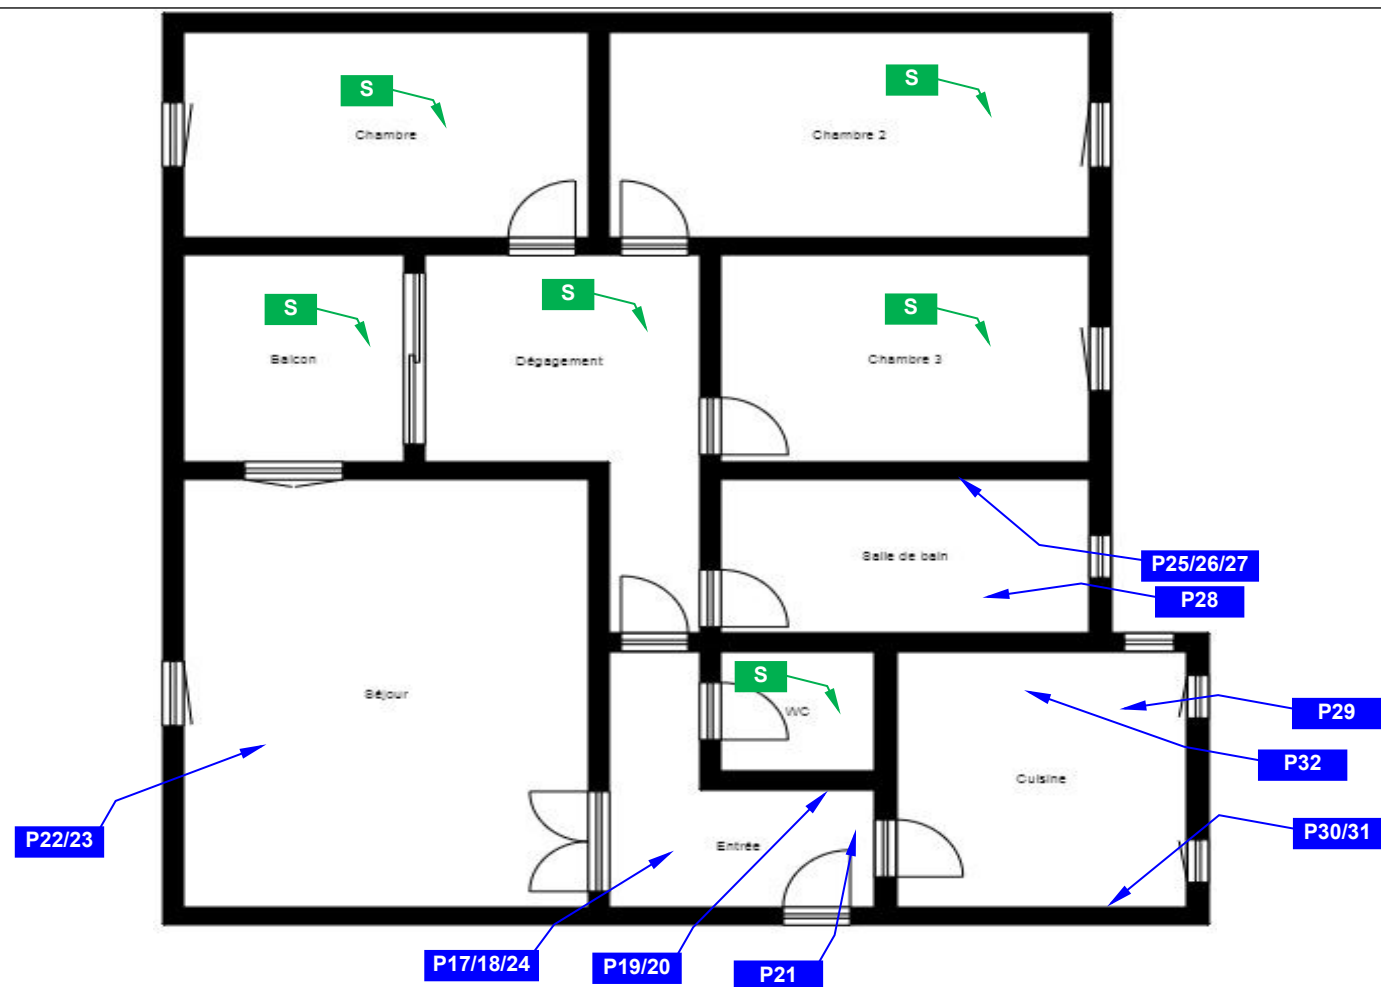 S
S
Chambre
Chambre 2
S
S
S
Balcon
Dégagement
Chambre 3
Salle de bain
P25/26/27
P28
S
Séjour
WC
P29
P32
Cuisine
P22/23
Entrée
P30/31
P17/18/24
P19/20
P21